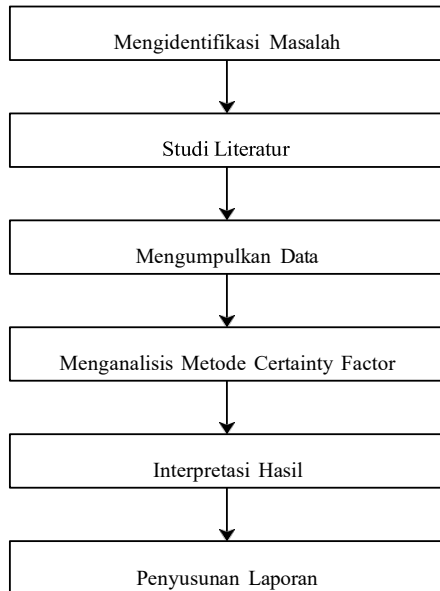 Mengidentifikasi Masalah
Studi Literatur
Mengumpulkan Data
Menganalisis Metode Certainty Factor
Interpretasi Hasil
Penyusunan Laporan